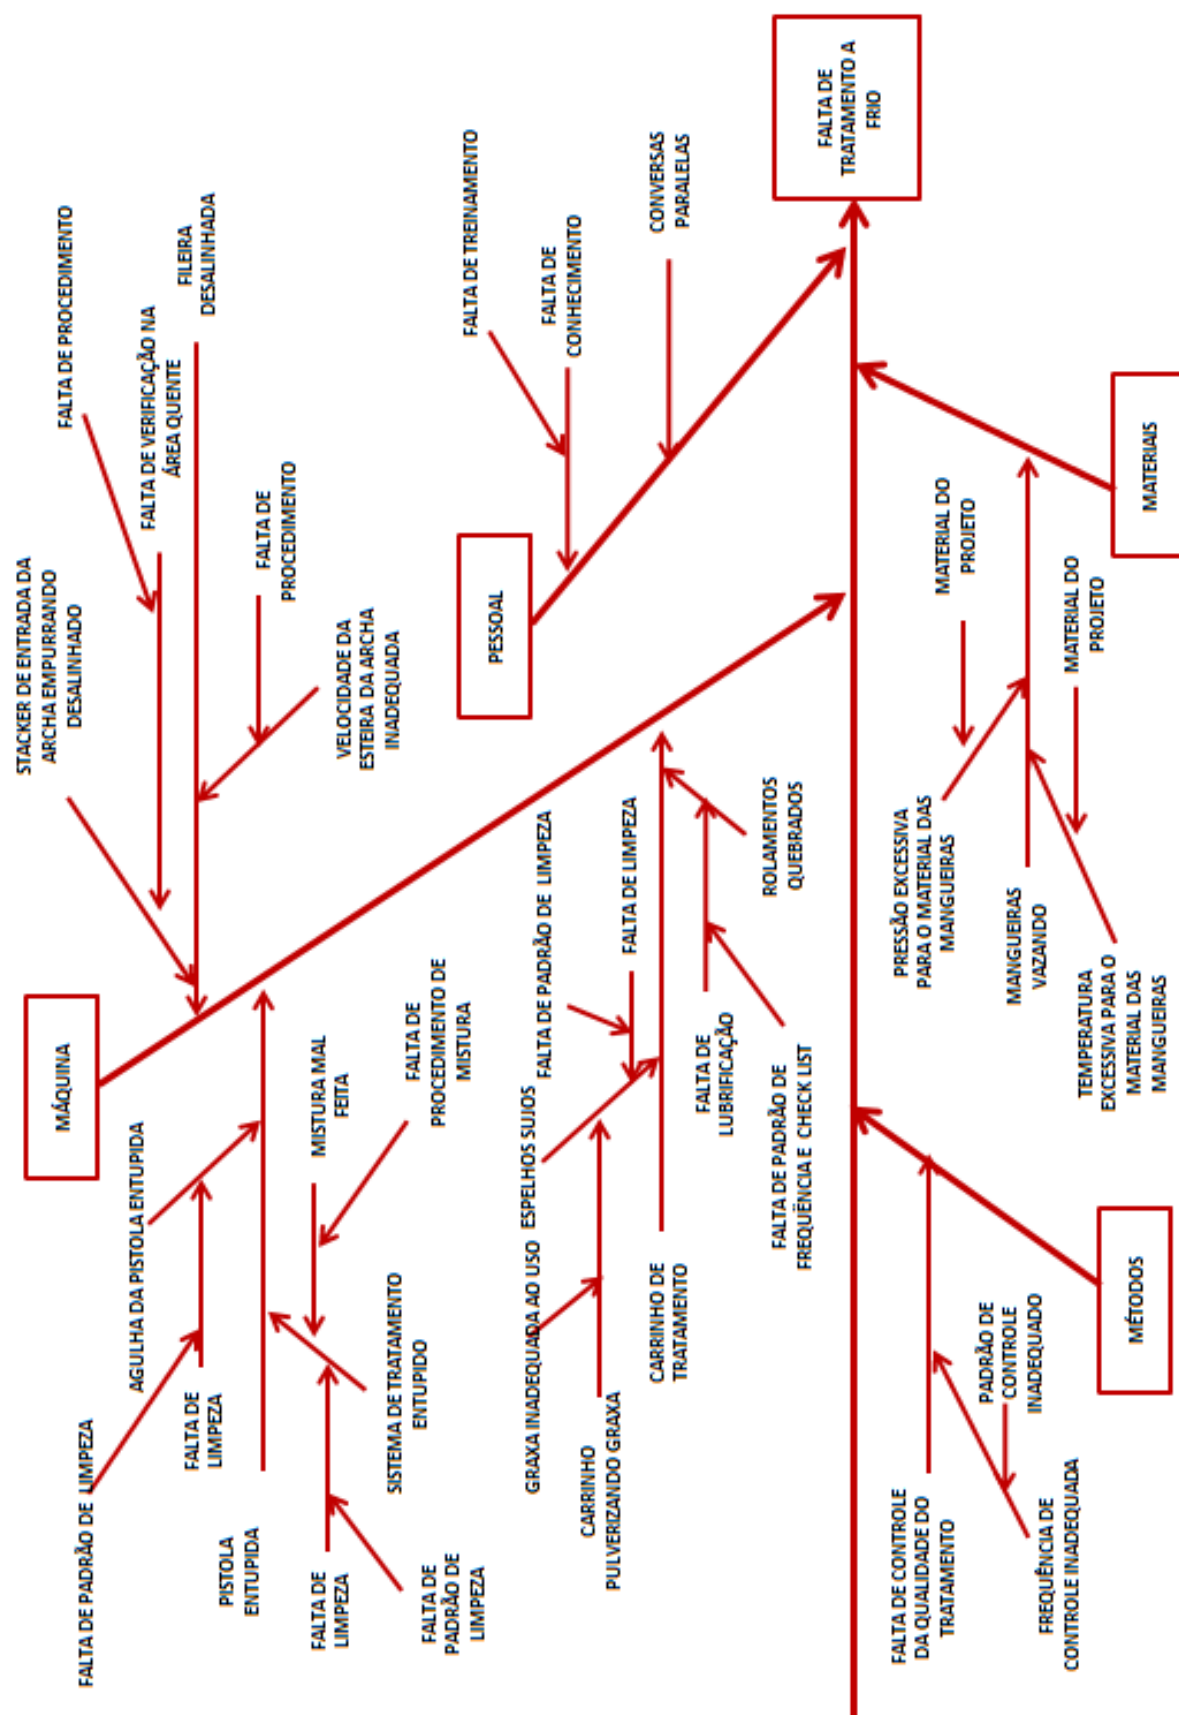 MÁQUINA
STACKER DE ENTRADA DA
ARCHA EMPURRANDO
DESALINHADO
FALTA DE PROCEDIMENTO
FALTA DE VERIFICAÇÃO NA
ÁREA QUENTE
FILEIRA
DESALINHADA
FALTA DE
PROCEDIMENTO
VELOCIDADE DA
ESTEIRA DA ARCHA
INADEQUADA
FALTA DE PADRÃO DE LIMPEZA
AGULHA DA PISTOLA ENTUPIDA
FALTA DE
LIMPEZA
PISTOLA
ENTUPIDA
MISTURA MAL
FEITA
FALTA DE
PROCEDIMENTO DE
MISTURA
FALTA DE
LIMPEZA
SISTEMA DE TRATAMENTO
ENTUPIDO
FALTA DE
PADRÃO DE
LIMPEZA
PESSOAL
FALTA DE TREINAMENTO
FALTA DE
CONHECIMENTO
CONVERSAS
PARALELAS
GRAXA INADEQUADA AO USO
ESPELHOS SUJOS
FALTA DE PADRÃO DE LIMPEZA
FALTA DE LIMPEZA
CARRINHO
PULVERIZANDO GRAXA
CARRINHO DE
TRATAMENTO
FALTA DE
LUBRIFICAÇÃO
ROLAMENTOS
QUEBRADOS
FALTA DE PADRÃO DE
FREQUËNCIA E CHECK LIST
FALTA DE
TRATAMENTO A
FRIO
FALTA DE CONTROLE
DA QUALIDADE DO
TRATAMENTO
PADRÃO DE
CONTROLE
INADEQUADO
FREQUÊNCIA DE
CONTROLE INADEQUADA
MÉTODOS
PRESSÃO EXCESSIVA
PARA O MATERIAL DAS
MANGUEIRAS
MATERIAL DO
PROJETO
MANGUEIRAS
VAZANDO
MATERIAL DO
PROJETO
TEMPERATURA
EXCESSIVA PARA O
MATERIAL DAS
MANGUEIRAS
MATERIAIS